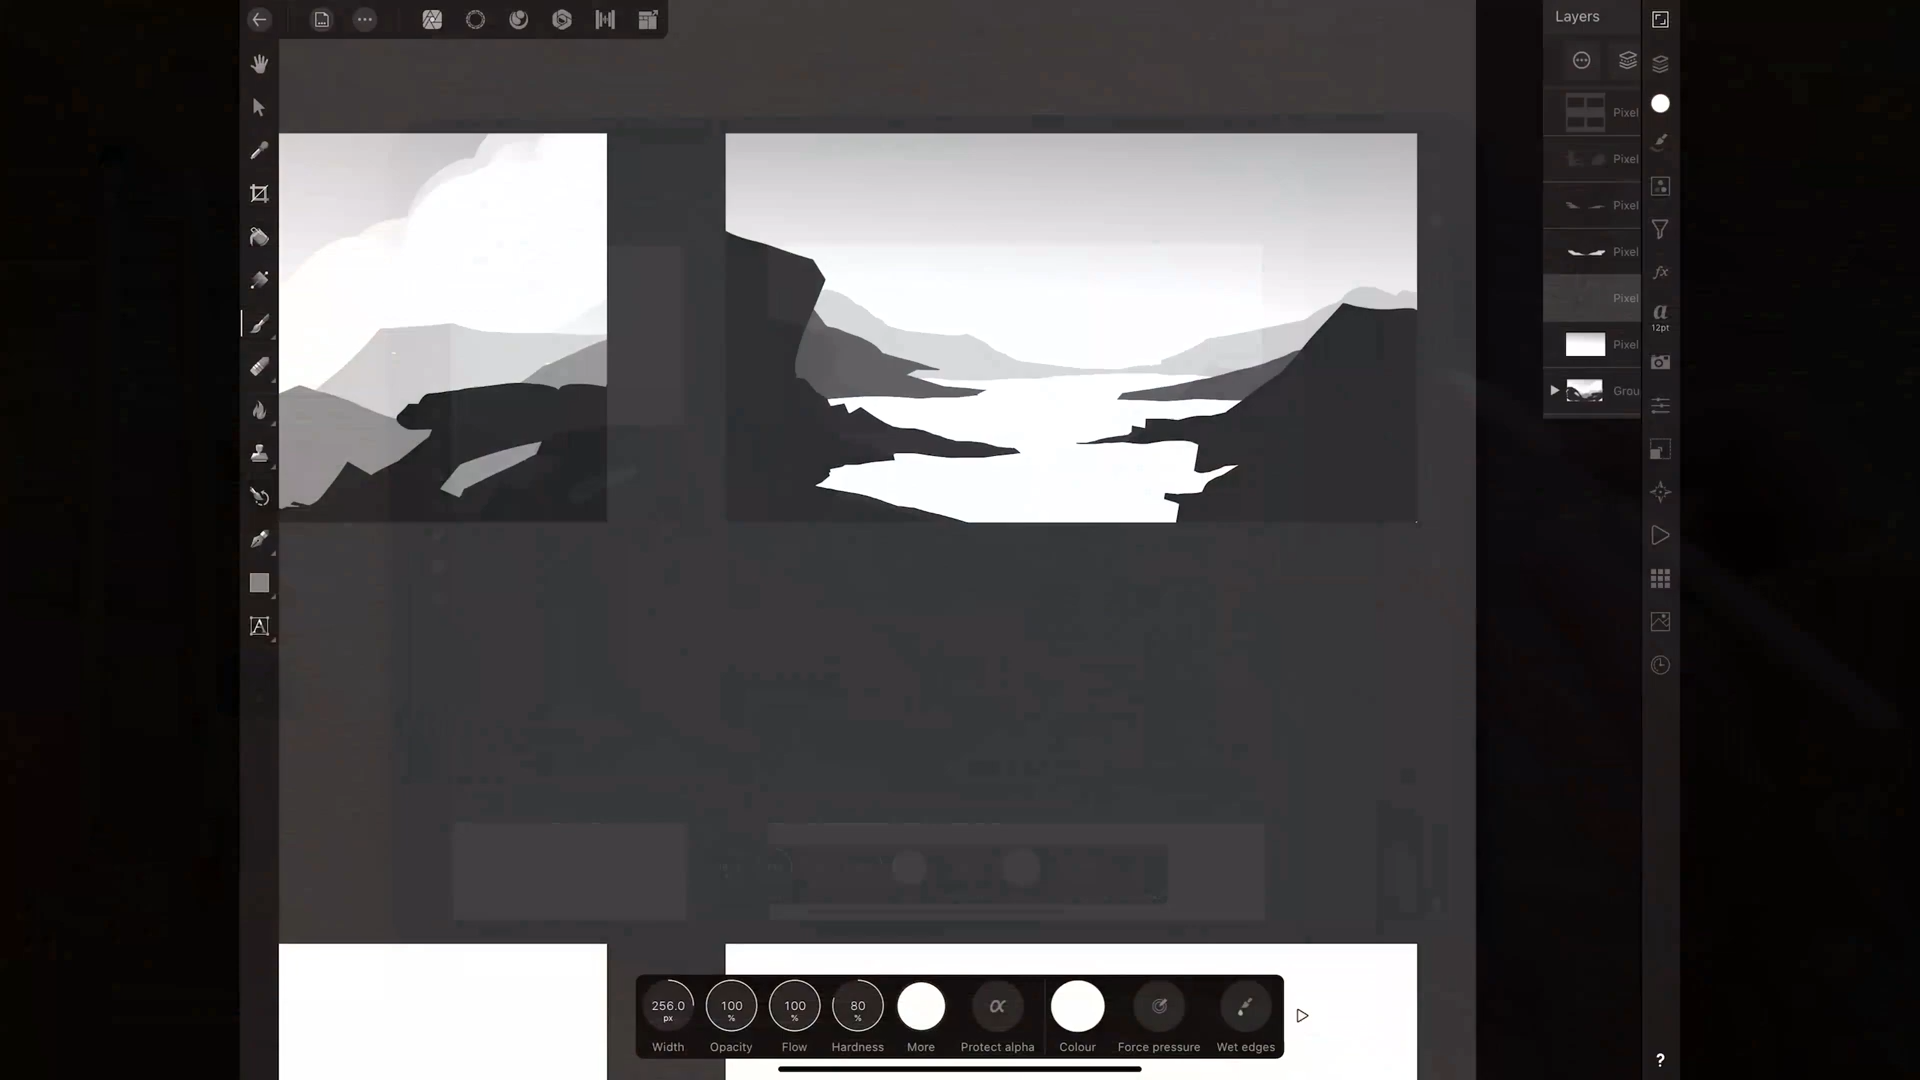 Layers
Pixel
Pixel
Pixel
Pixel
Pixel
Pixel
Grou
fx
a
12pt
A
256.0
px
100
%
100
%
80
%
α
Width
Opacity
Flow
Hardness
More
Protect alpha
Colour
Force pressure
Wet edges
?